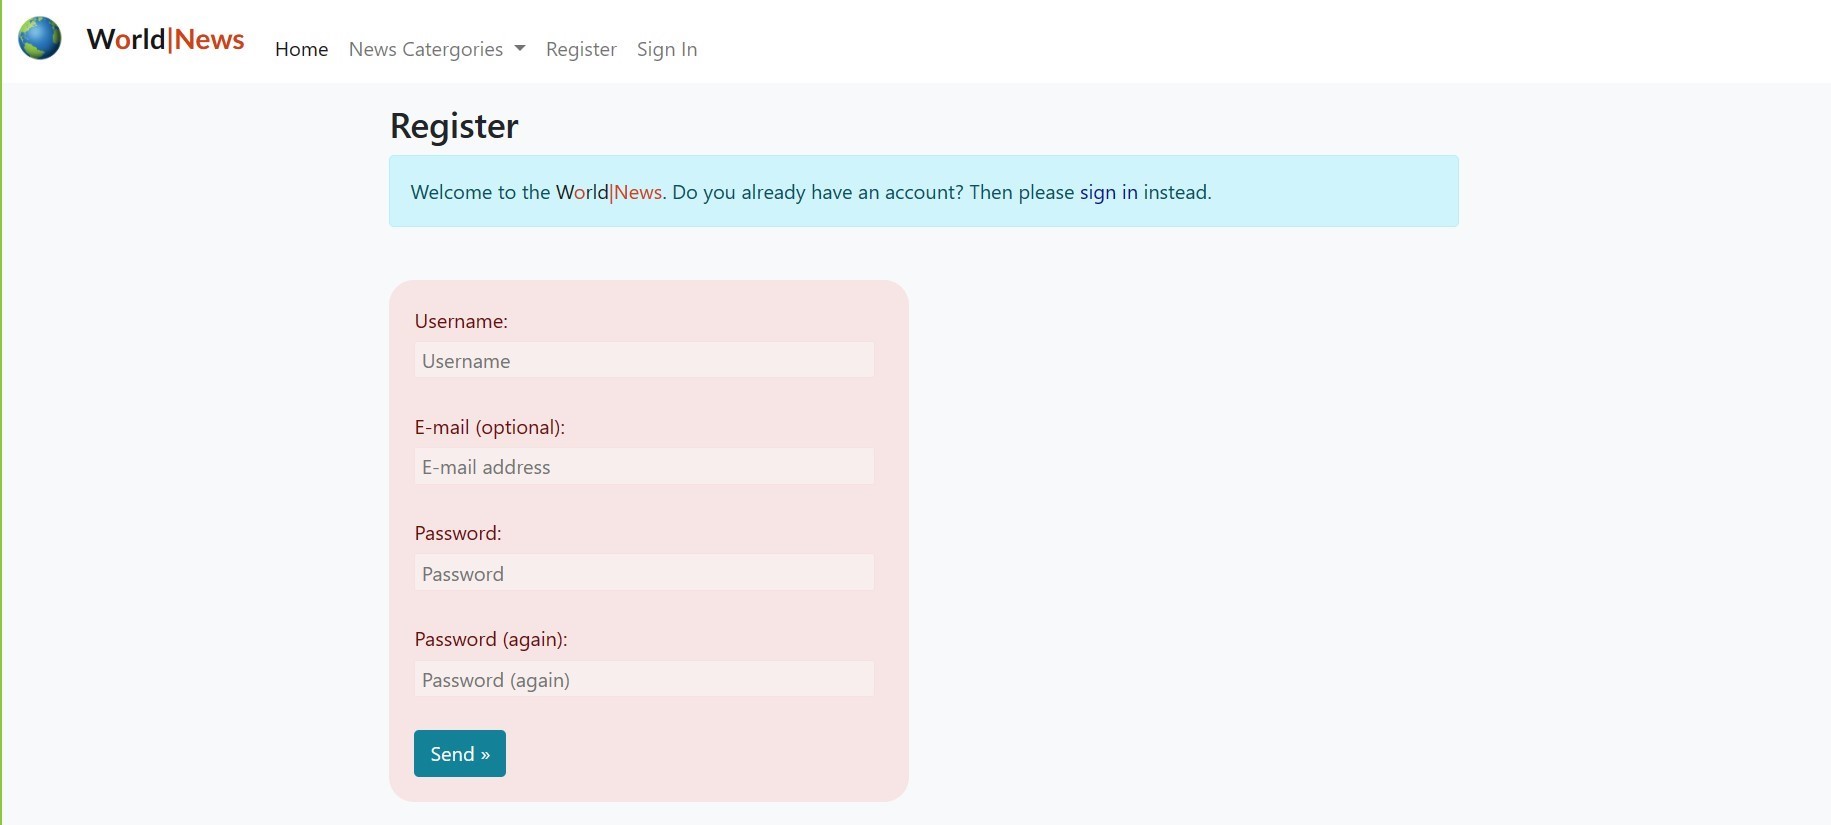 World|News Home News Catergories Register Sign In
Register
Welcome to the World|News. Do you already have an account? Then please sign in instead.
Username:
Username
E-mail (optional):
E-mail address
Password:
Password
Password (again):
Password (again)
Send »